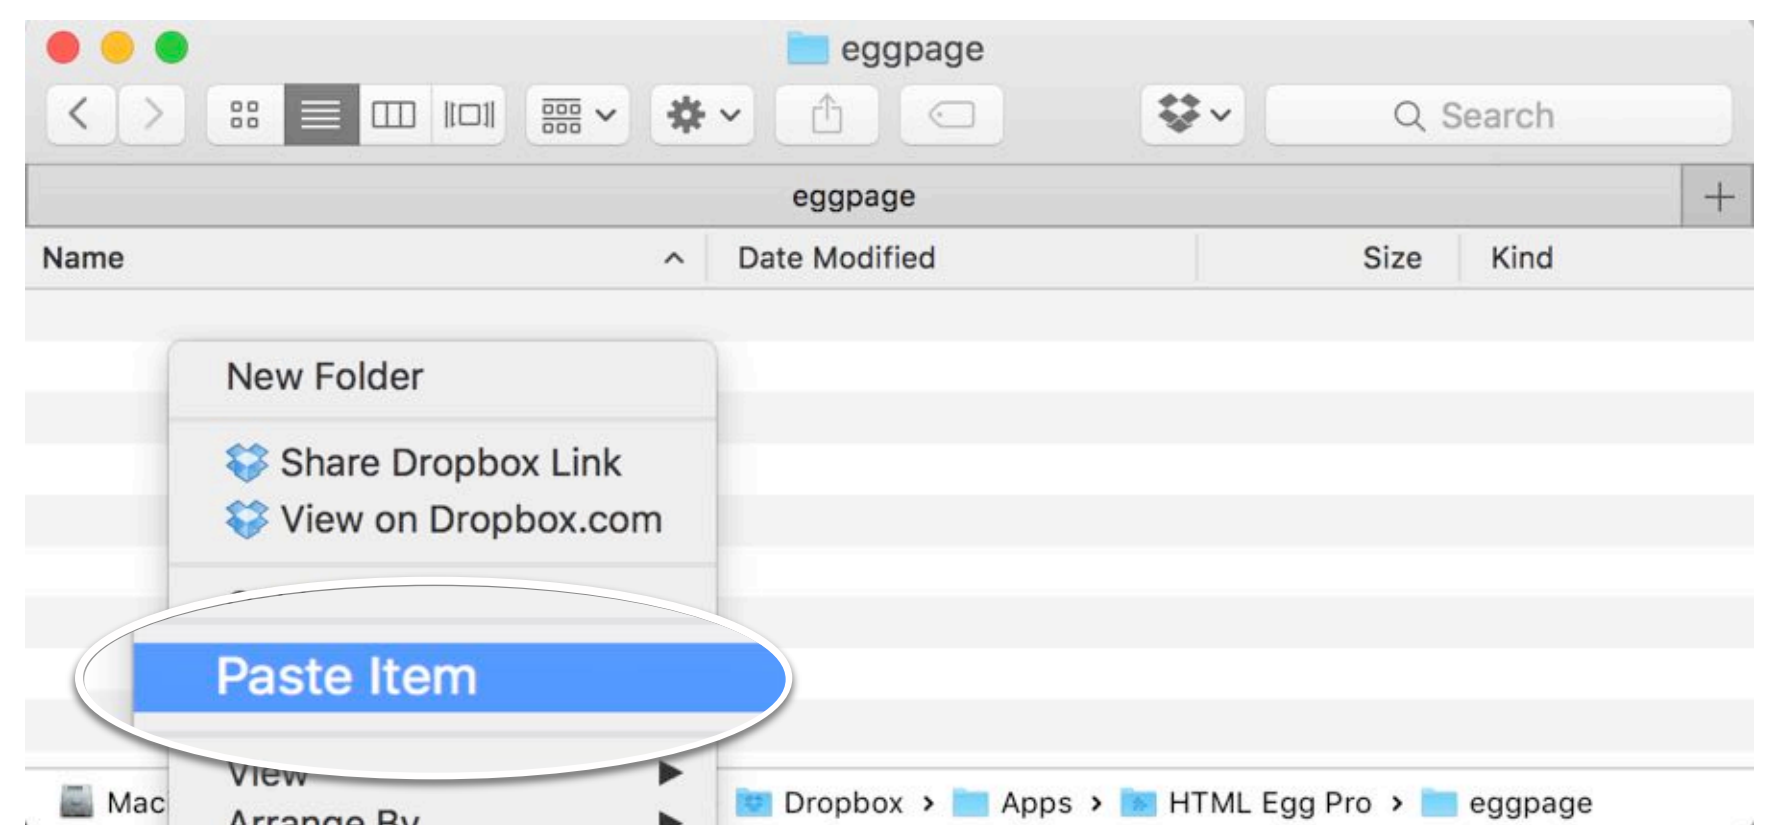 eggpage
Search
eggpage
Name Date Modified Size Kind
New Folder
Share Dropbox Link
View on Dropbox.com
Paste Item
View
Arrange By
Mac Dropbox › Apps › HTML Egg Pro › eggpage